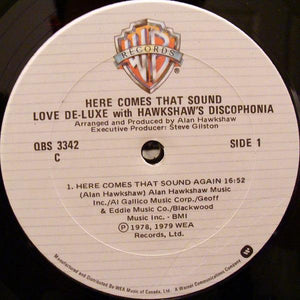 WB
RECORDS
HERE COMES THAT SOUND
LOVE DE-LUXE with HAWKSHAW'S DISCOPHONIA
Arranged and Produced by Alan Hawkshaw
Executive Producer: Steve Gilston
QBS 3342
C
SIDE 1
1. HERE COMES THAT SOUND AGAIN 16:52
(Alan Hawkshaw) Alan Hawkshaw Music
Inc./Al Gallico Music Corp./Geoff
& Eddie Music Co./Blackwood
Music Inc. - BMI
℗ 1978, 1979 WEA
Records, Ltd.
Manufactured and Distributed By WEA Music of Canada, Ltd. A Warner Communications Company